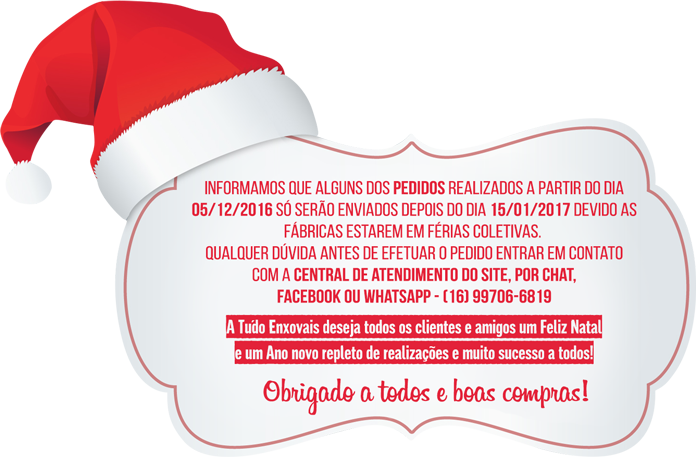 INFORMAMOS QUE ALGUNS DOS PEDIDOS REALIZADOS A PARTIR DO DIA
05/12/2016 SÓ SERÃO ENVIADOS DEPOIS DO DIA 15/01/2017 DEVIDO AS
FÁBRICAS ESTAREM EM FÉRIAS COLETIVAS.
QUALQUER DÚVIDA ANTES DE EFETUAR O PEDIDO ENTRAR EM CONTATO
COM A CENTRAL DE ATENDIMENTO DO SITE, POR CHAT,
FACEBOOK OU WHATSAPP - (16) 99706-6819
A Tudo Enxovais deseja todos os clientes e amigos um Feliz Natal
e um Ano novo repleto de realizações e muito sucesso a todos!
Obrigado a todos e boas compras!